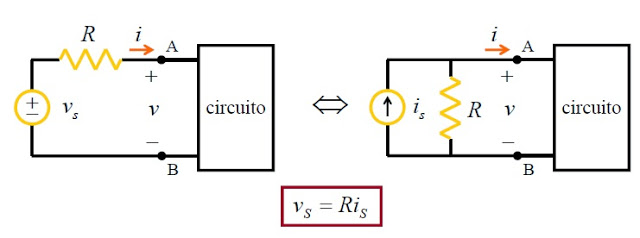 R i A
+
+ − v_s v circuito
−
B
⇔
i A
+
↑ i_s R v circuito
−
B
v_S = Ri_S